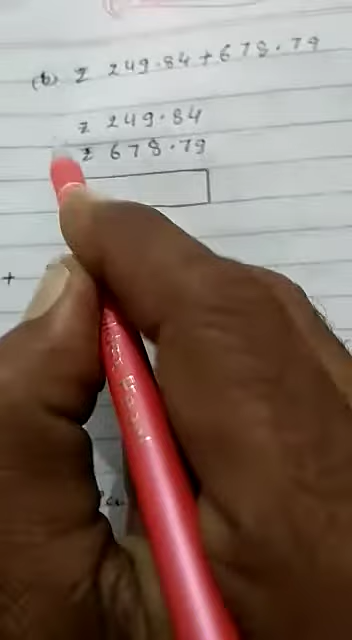 (b) ₹ 249.84 + 678.79
₹ 249.84
₹ 678.79
+